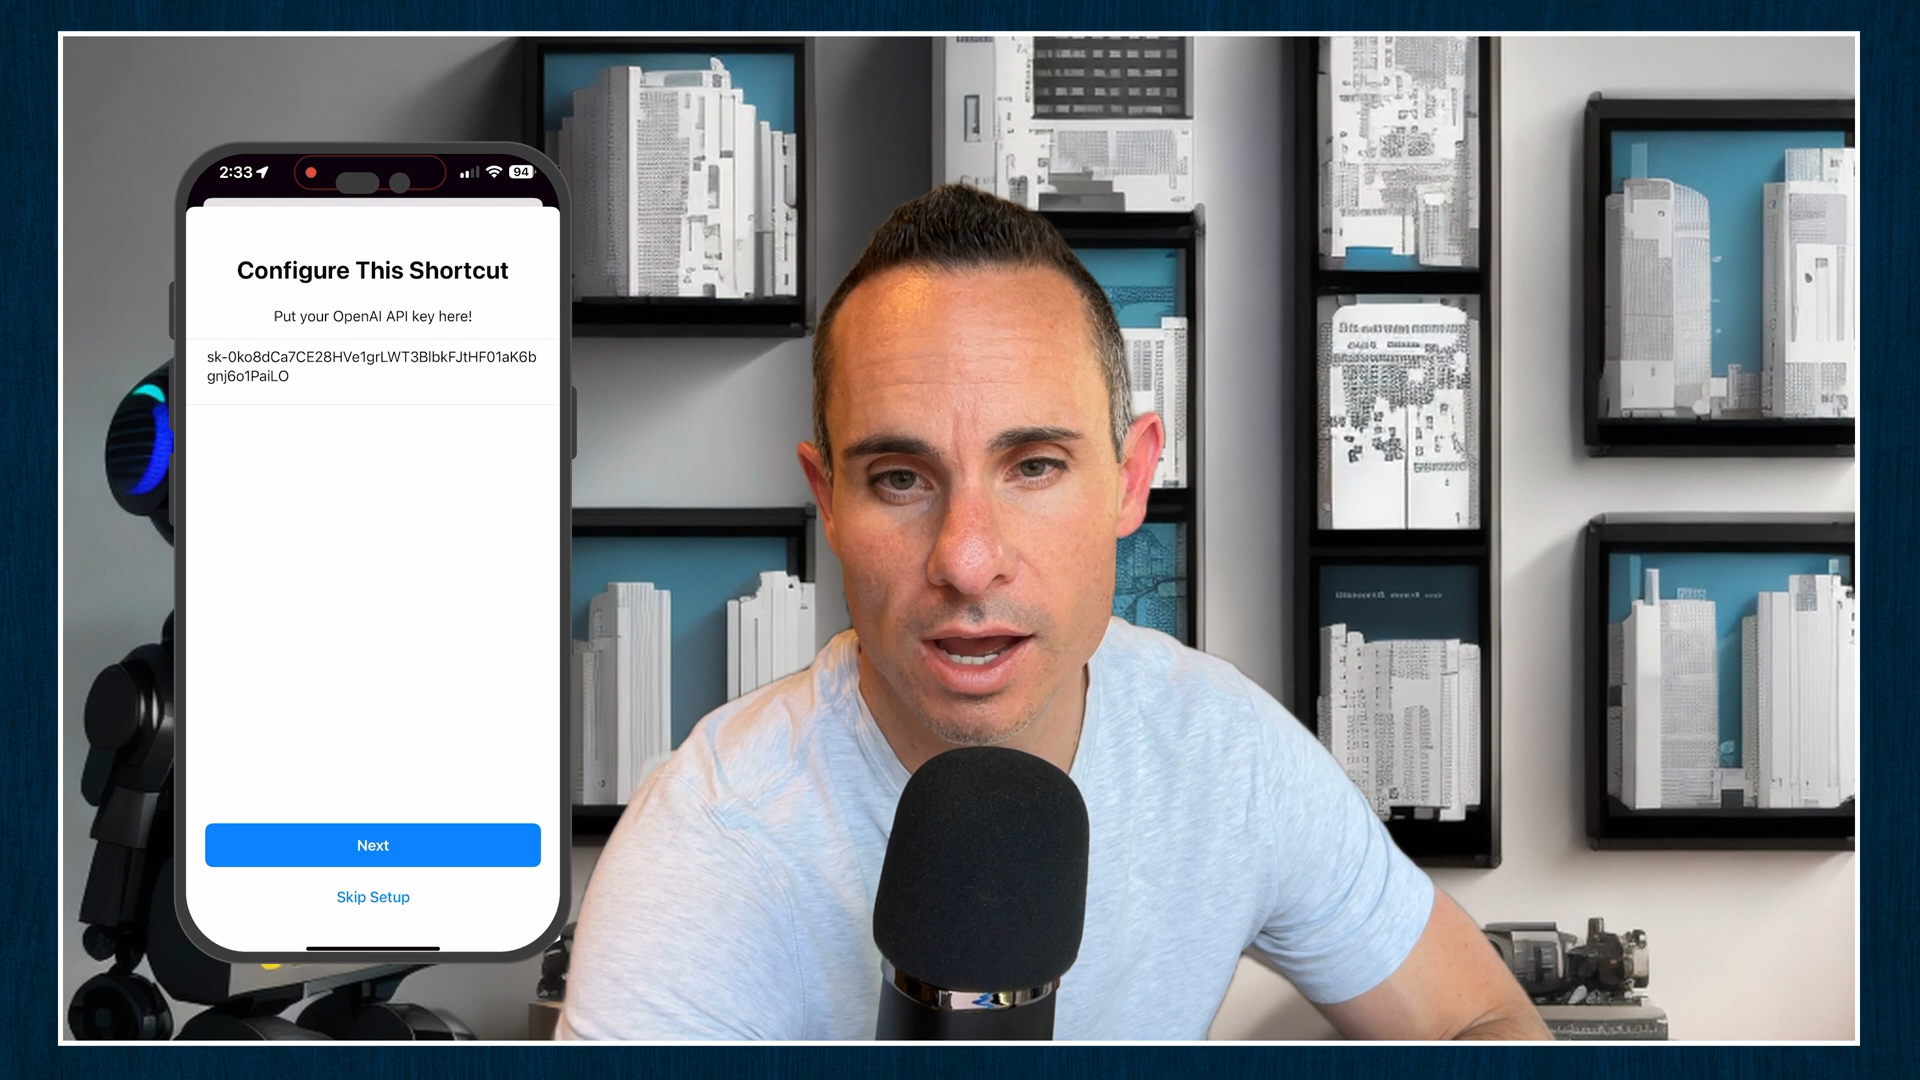 2:33
94
Configure This Shortcut
Put your OpenAI API key here!
sk-0ko8dCa7CE28HVe1grLWT3BlbkFJtHF01aK6b
gnj6o1PaiLO
Next
Skip Setup